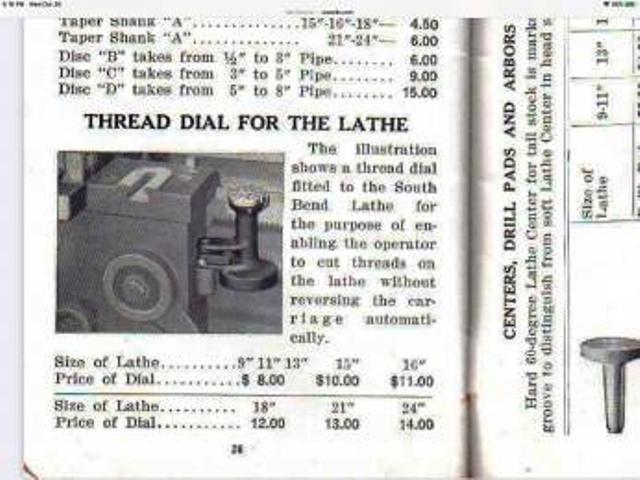 Taper Shank "A"..............15"-16"-18"— 4.50
Taper Shank "A"..............21"-24"— 6.00
Disc "B" takes from ½" to 3" Pipe........ 6.00
Disc "C" takes from 3" to 5" Pipe........ 9.00
Disc "D" takes from 5" to 8" Pipe........ 15.00
THREAD DIAL FOR THE LATHE
The illustration
shows a thread dial
fitted to the South
Bend Lathe for
the purpose of en-
abling the operator
to cut threads on
the lathe without
reversing the car-
riage automati-
cally.
Size of Lathe..........9" 11" 13" 15" 16"
Price of Dial...........$ 8.00 $10.00 $11.00
Size of Lathe.......... 18" 21" 24"
Price of Dial........... 12.00 13.00 14.00
CENTERS, DRILL PADS AND ARBORS
Hard 60-degree Lathe Center for tail stock is mark
groove to distinguish from soft Lathe Center in head s
Size of
Lathe
9-11"
13"